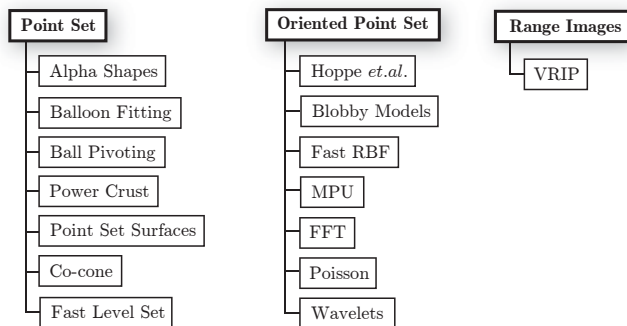 Point Set
Alpha Shapes
Balloon Fitting
Ball Pivoting
Power Crust
Point Set Surfaces
Co-cone
Fast Level Set
Oriented Point Set
Hoppe et.al.
Blobby Models
Fast RBF
MPU
FFT
Poisson
Wavelets
Range Images
VRIP